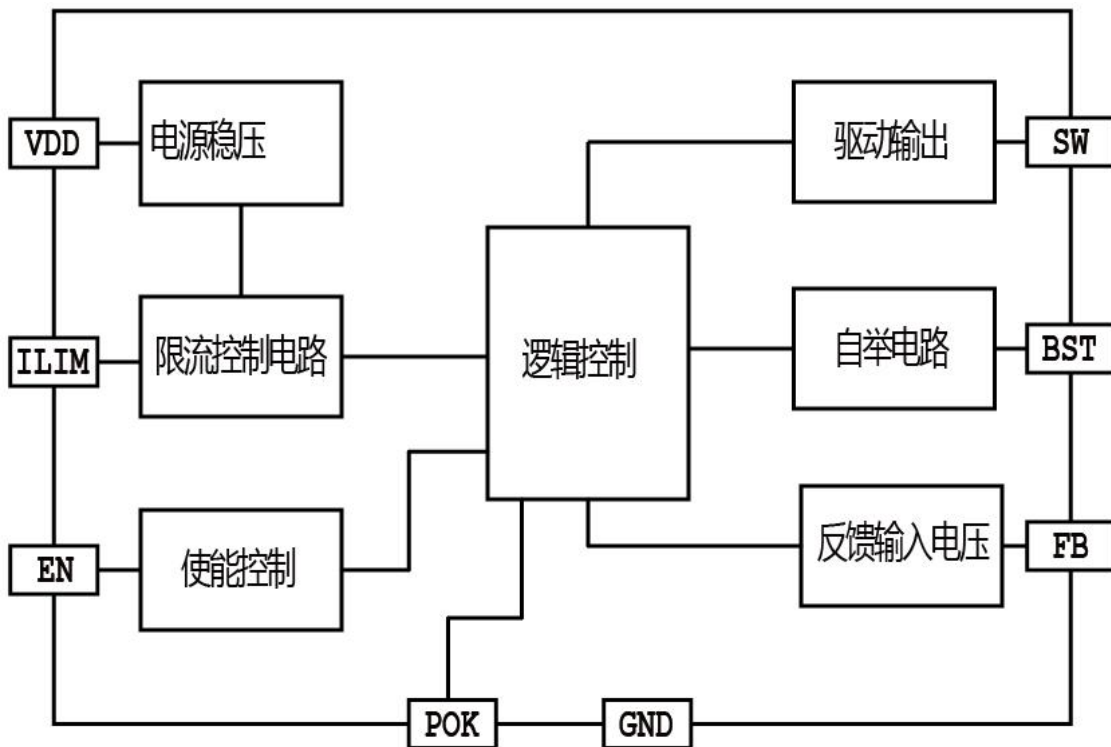 VDD
电源稳压
驱动输出
SW
ILIM
限流控制电路
逻辑控制
自举电路
BST
EN
使能控制
反馈输入电压
FB
POK
GND